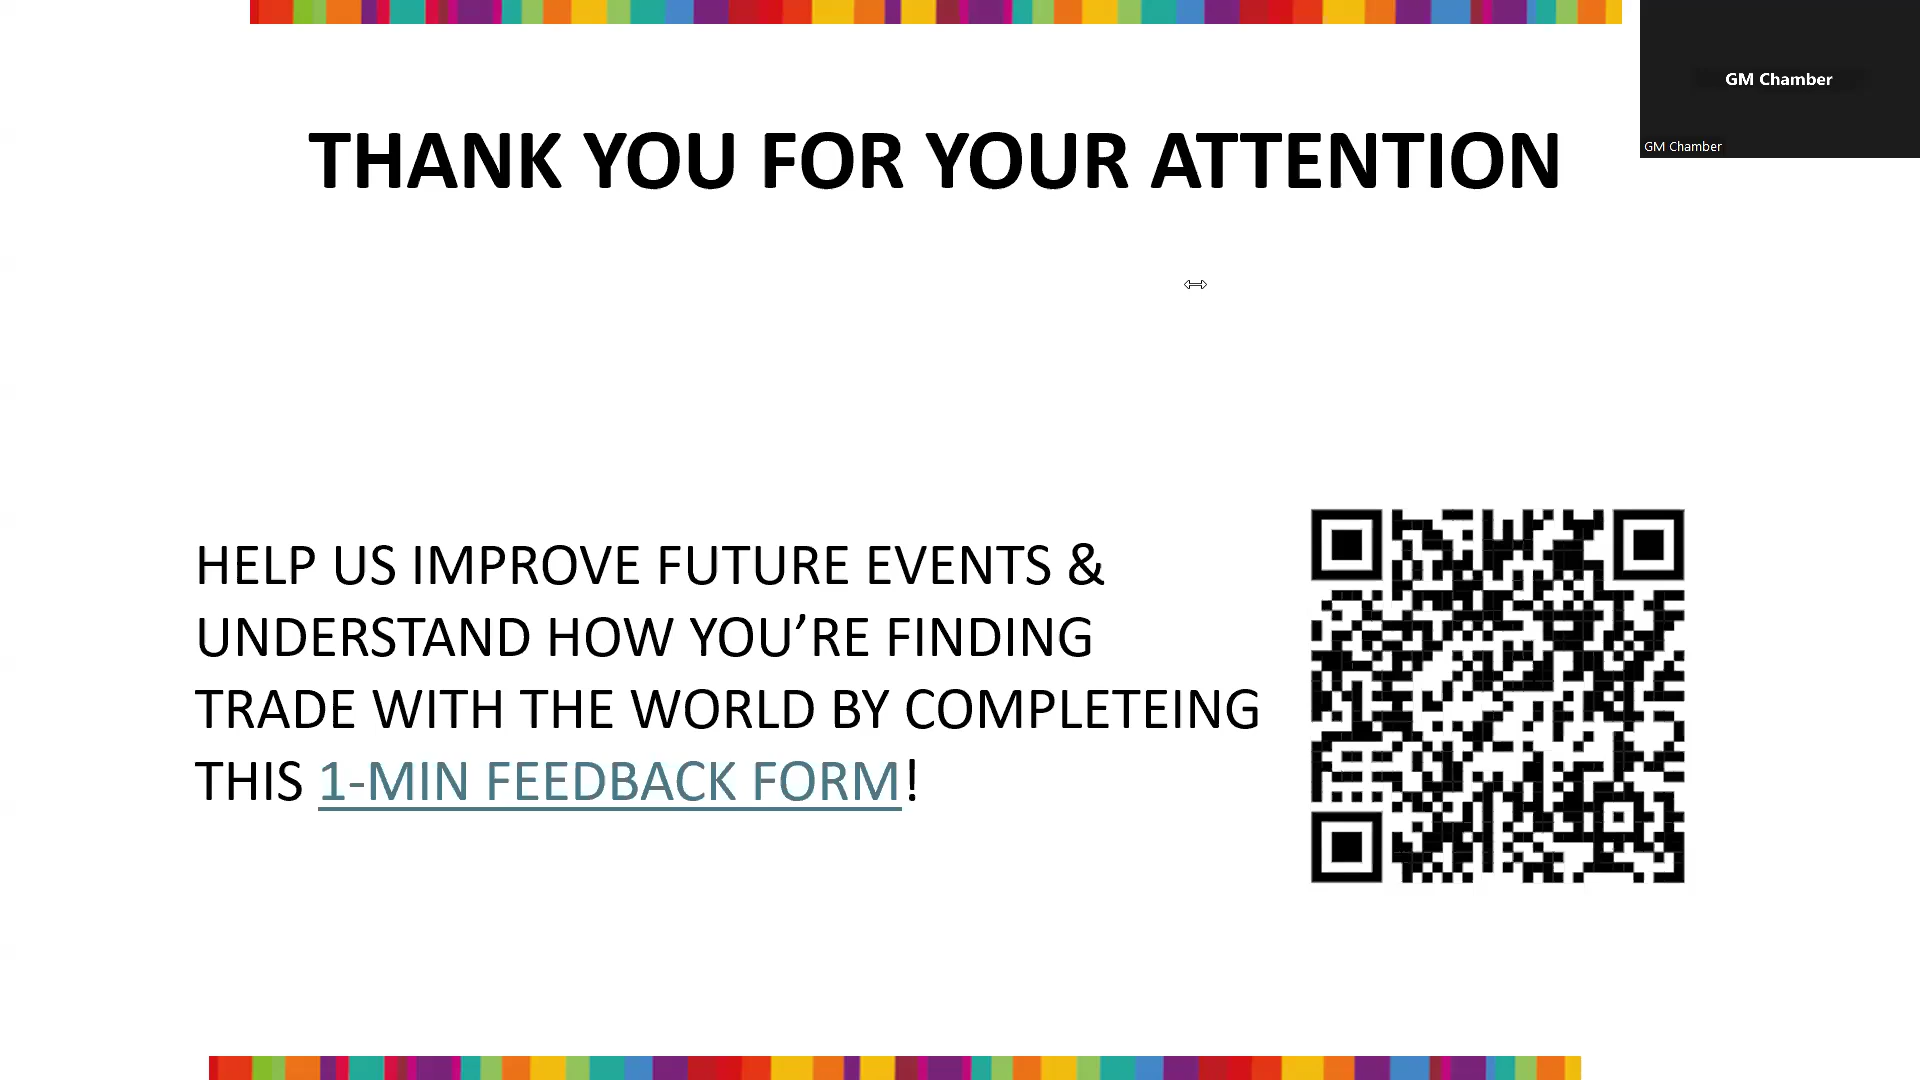 GM Chamber
GM Chamber
THANK YOU FOR YOUR ATTENTION
HELP US IMPROVE FUTURE EVENTS &
UNDERSTAND HOW YOU’RE FINDING
TRADE WITH THE WORLD BY COMPLETEING
THIS 1-MIN FEEDBACK FORM!